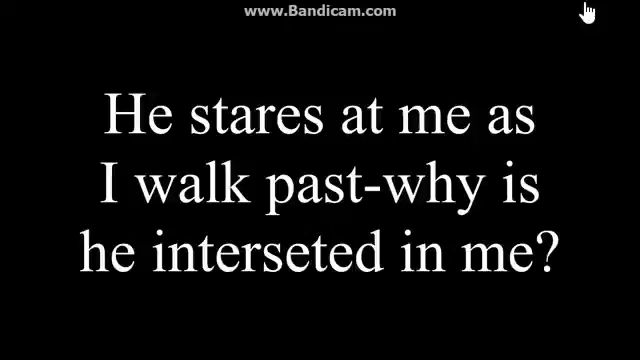 www.Bandicam.com
He stares at me as
I walk past-why is
he interseted in me?